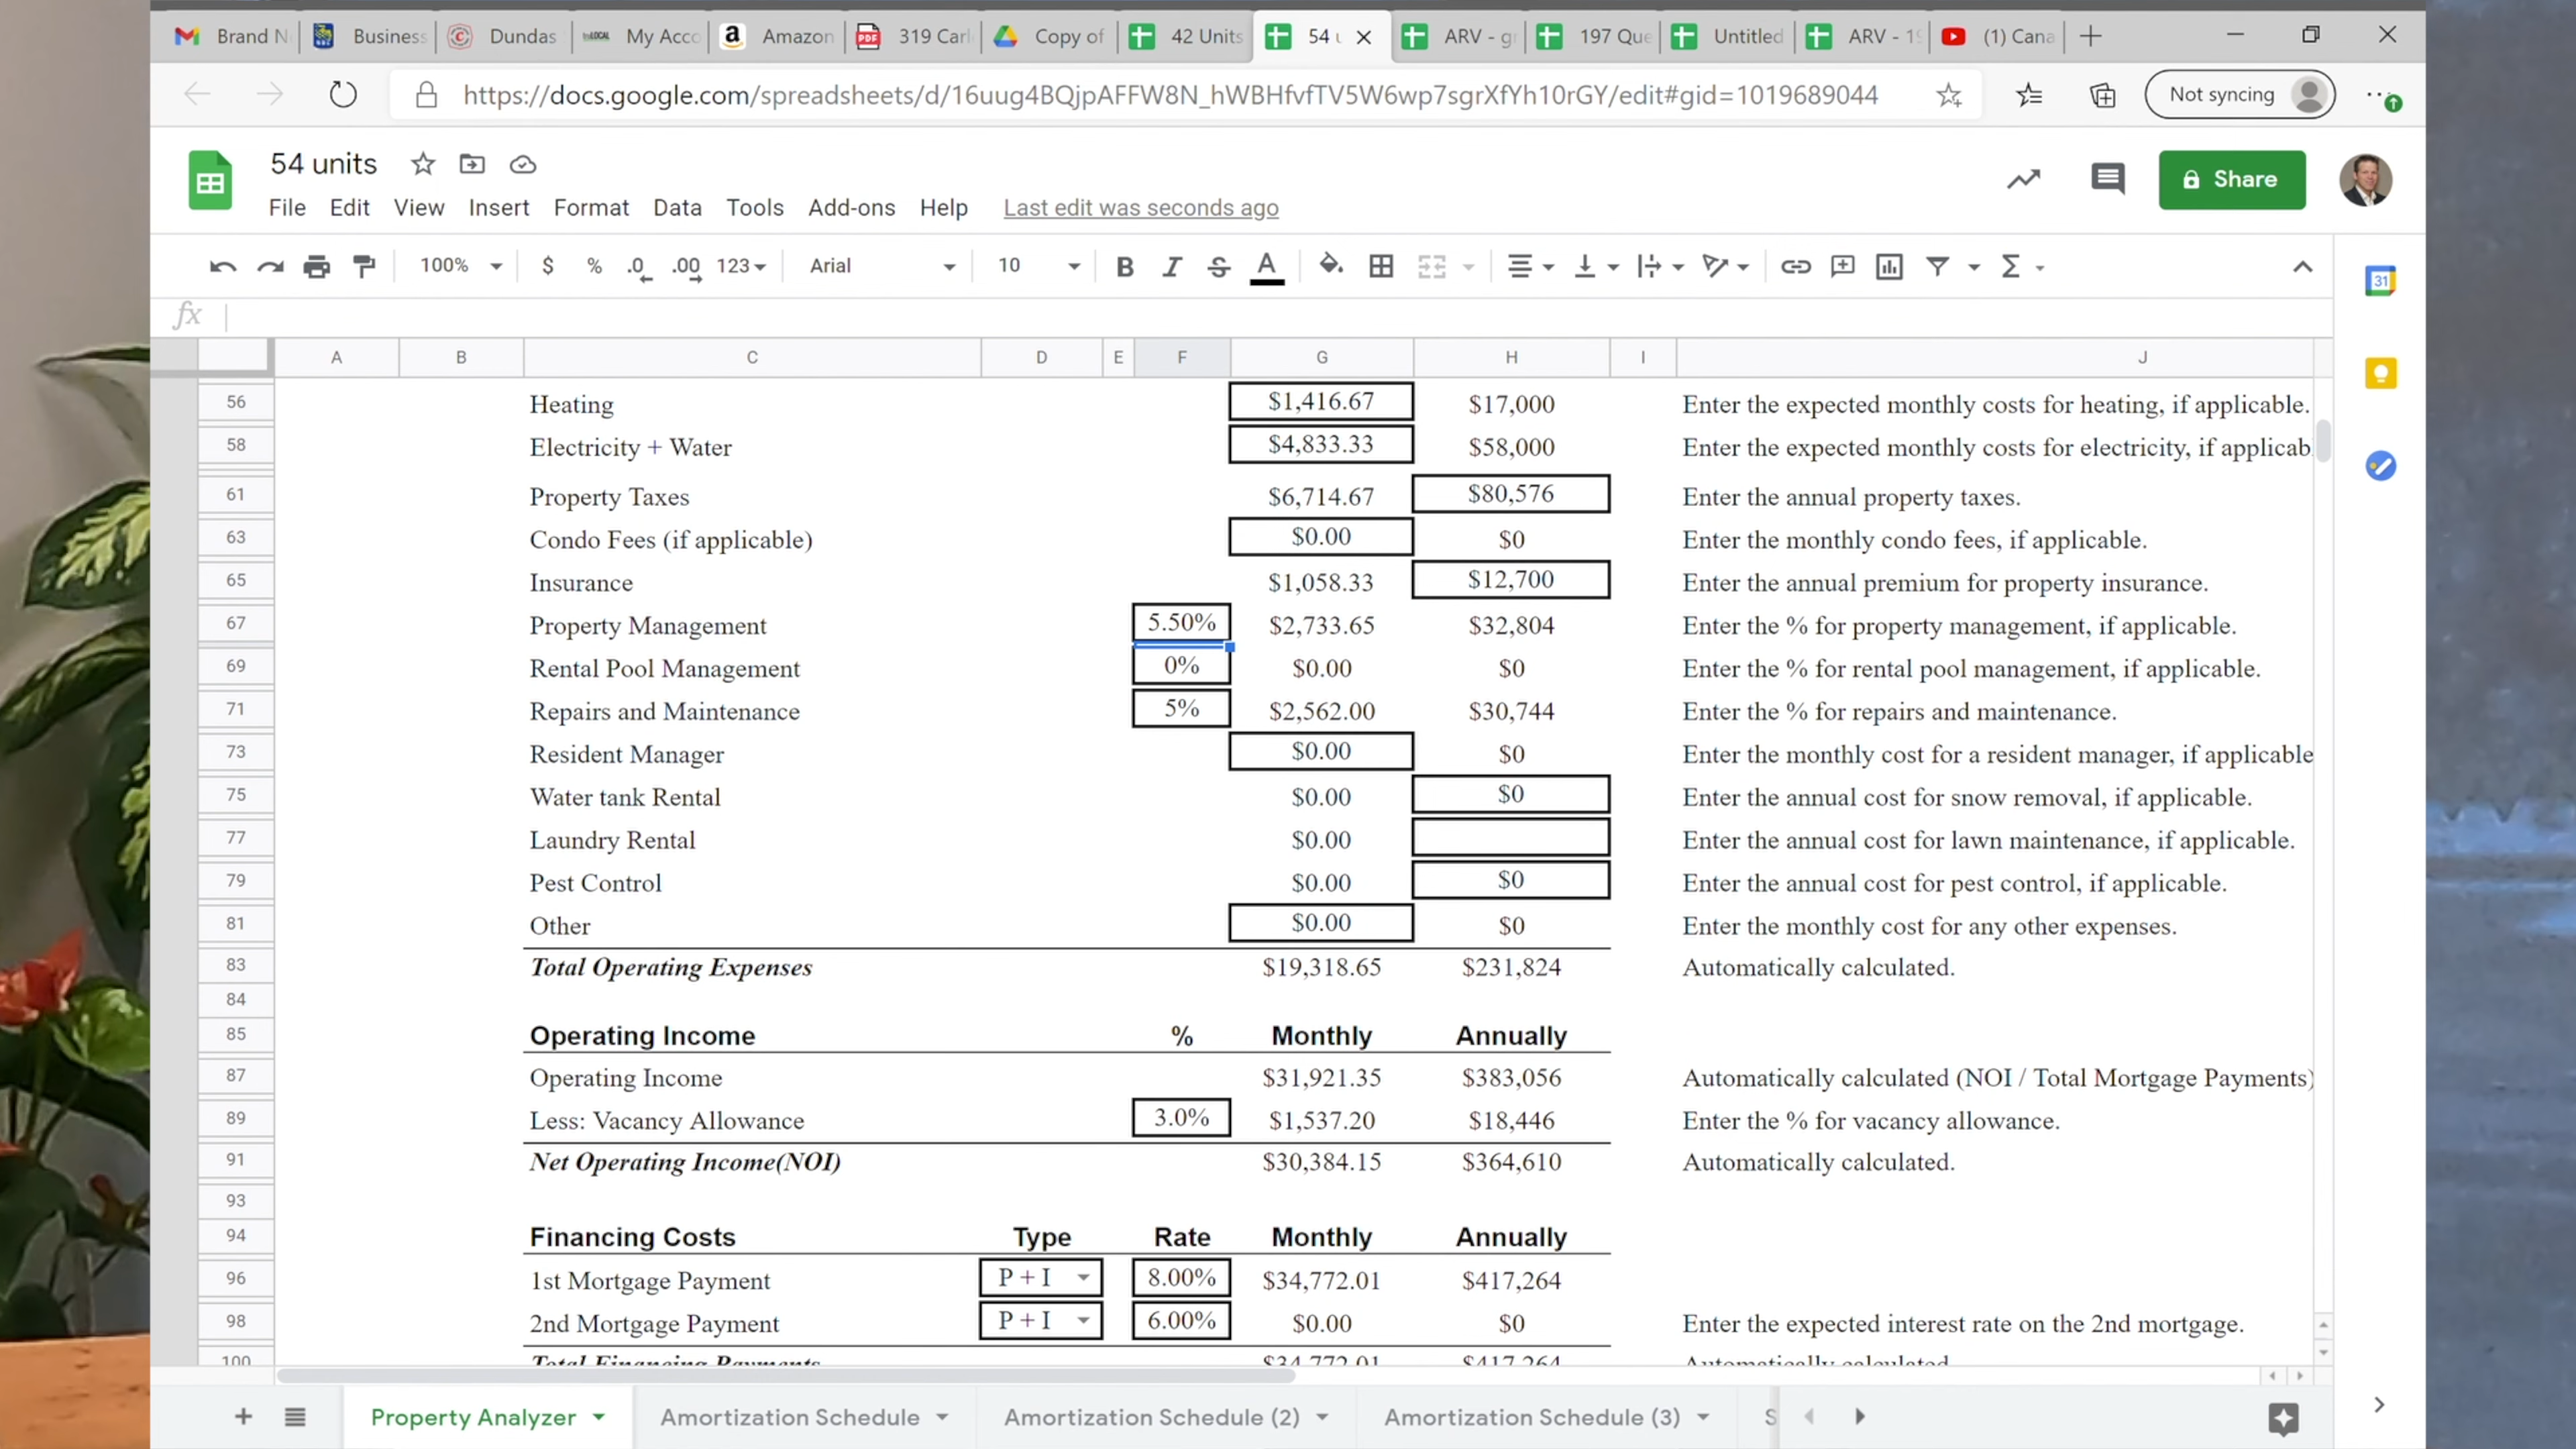 Brand N
Business
Dundas
My Acco
Amazon
319 Carl
Copy of
42 Units
54 u
ARV - gr
197 Que
Untitled
ARV - 19
(1) Cana
https://docs.google.com/spreadsheets/d/16uug4BQjpAFFW8N_hWBHfvfTV5W6wp7sgrXfYh10rGY/edit#gid=1019689044
Not syncing
54 units
Share
File Edit View Insert Format Data Tools Add-ons Help Last edit was seconds ago
100% $ % .0 .00 123 Arial 10 B I S A Σ
31
fx
A B C D E F G H I J
56 Heating $1,416.67 $17,000 Enter the expected monthly costs for heating, if applicable.
58 Electricity + Water $4,833.33 $58,000 Enter the expected monthly costs for electricity, if applicab
61 Property Taxes $6,714.67 $80,576 Enter the annual property taxes.
63 Condo Fees (if applicable) $0.00 $0 Enter the monthly condo fees, if applicable.
65 Insurance $1,058.33 $12,700 Enter the annual premium for property insurance.
67 Property Management 5.50% $2,733.65 $32,804 Enter the % for property management, if applicable.
69 Rental Pool Management 0% $0.00 $0 Enter the % for rental pool management, if applicable.
71 Repairs and Maintenance 5% $2,562.00 $30,744 Enter the % for repairs and maintenance.
73 Resident Manager $0.00 $0 Enter the monthly cost for a resident manager, if applicable
75 Water tank Rental $0.00 $0 Enter the annual cost for snow removal, if applicable.
77 Laundry Rental $0.00 Enter the annual cost for lawn maintenance, if applicable.
79 Pest Control $0.00 $0 Enter the annual cost for pest control, if applicable.
81 Other $0.00 $0 Enter the monthly cost for any other expenses.
83 Total Operating Expenses $19,318.65 $231,824 Automatically calculated.
84
85 Operating Income % Monthly Annually
87 Operating Income $31,921.35 $383,056 Automatically calculated (NOI / Total Mortgage Payments)
89 Less: Vacancy Allowance 3.0% $1,537.20 $18,446 Enter the % for vacancy allowance.
91 Net Operating Income(NOI) $30,384.15 $364,610 Automatically calculated.
93
94 Financing Costs Type Rate Monthly Annually
96 1st Mortgage Payment P + I 8.00% $34,772.01 $417,264
98 2nd Mortgage Payment P + I 6.00% $0.00 $0 Enter the expected interest rate on the 2nd mortgage.
100 Total Financing Payments $34,772.01 $417,264 Automatically calculated
Property Analyzer Amortization Schedule Amortization Schedule (2) Amortization Schedule (3) S